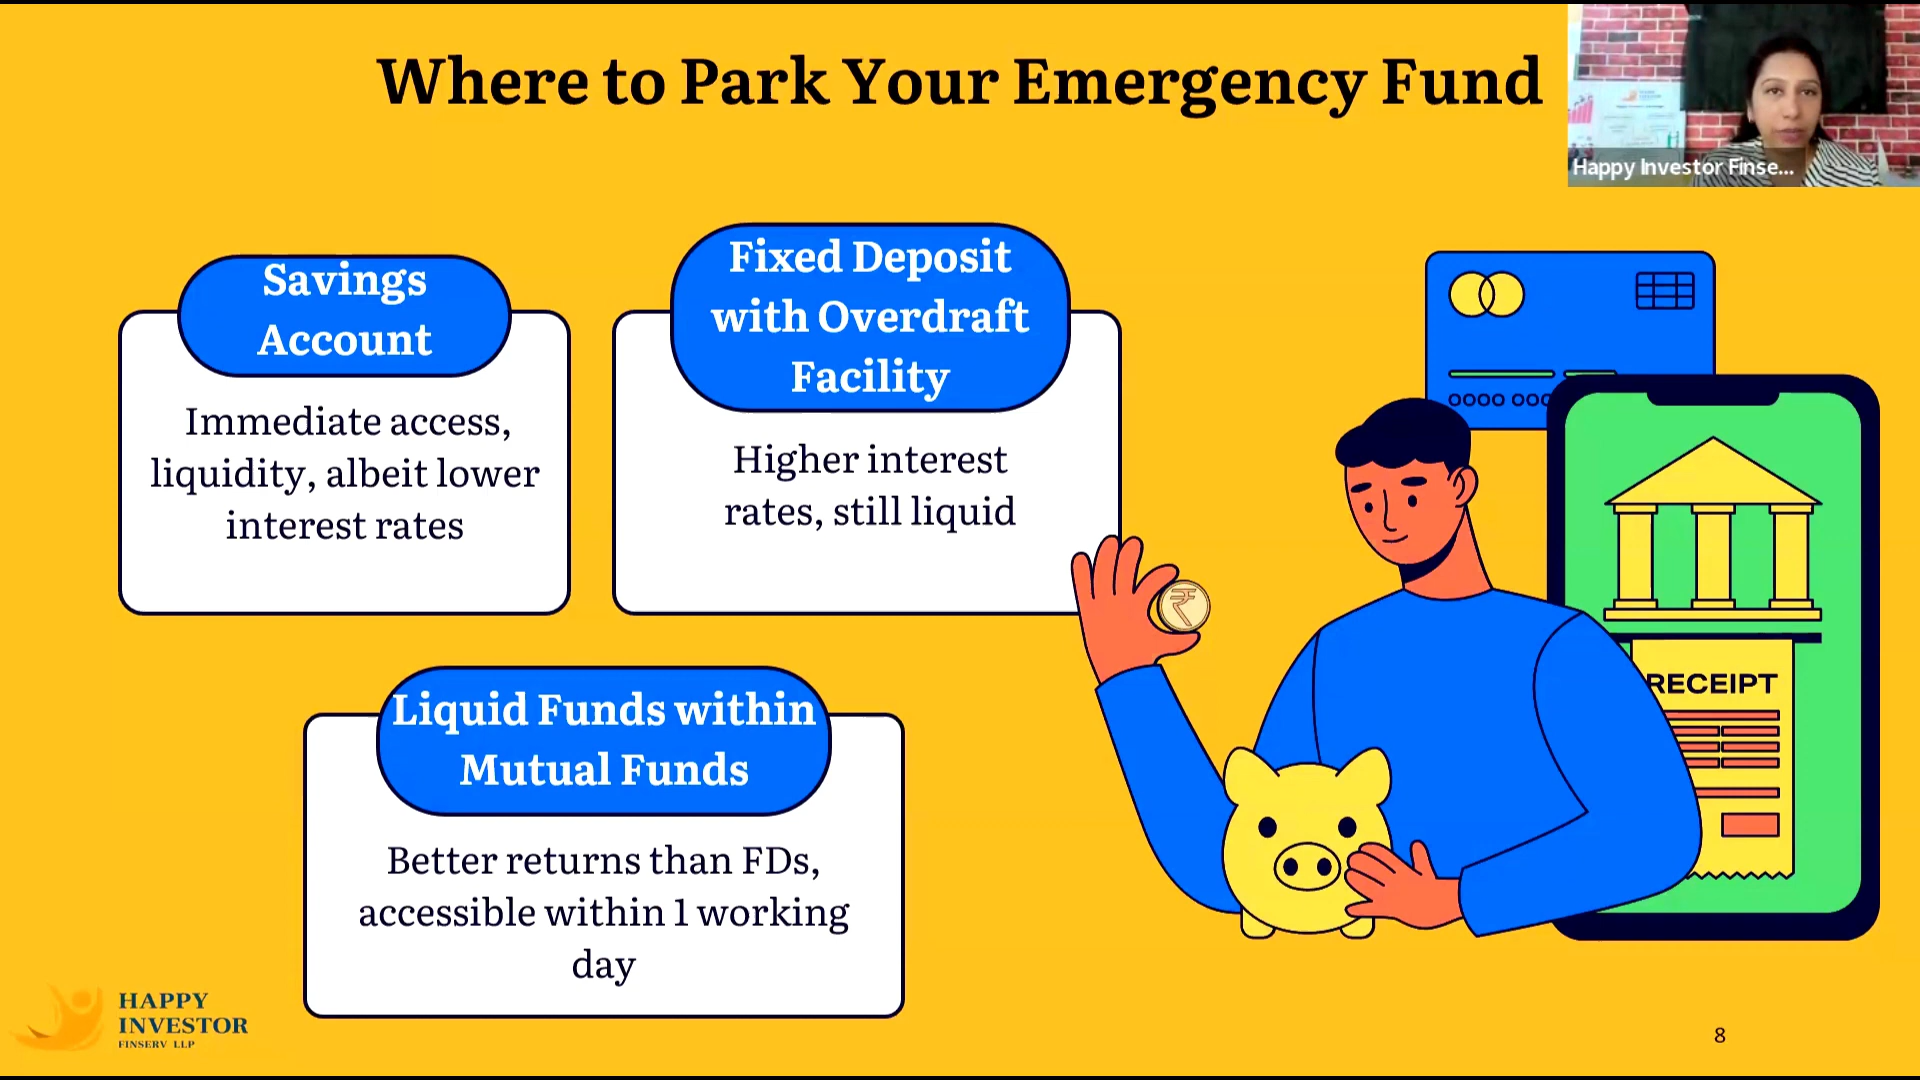 Where to Park Your Emergency Fund
Happy Investor Finse...
Savings
Account
Immediate access,
liquidity, albeit lower
interest rates
Fixed Deposit
with Overdraft
Facility
Higher interest
rates, still liquid
Liquid Funds within
Mutual Funds
Better returns than FDs,
accessible within 1 working
day
₹
RECEIPT
HAPPY
INVESTOR
FINSERV LLP
8